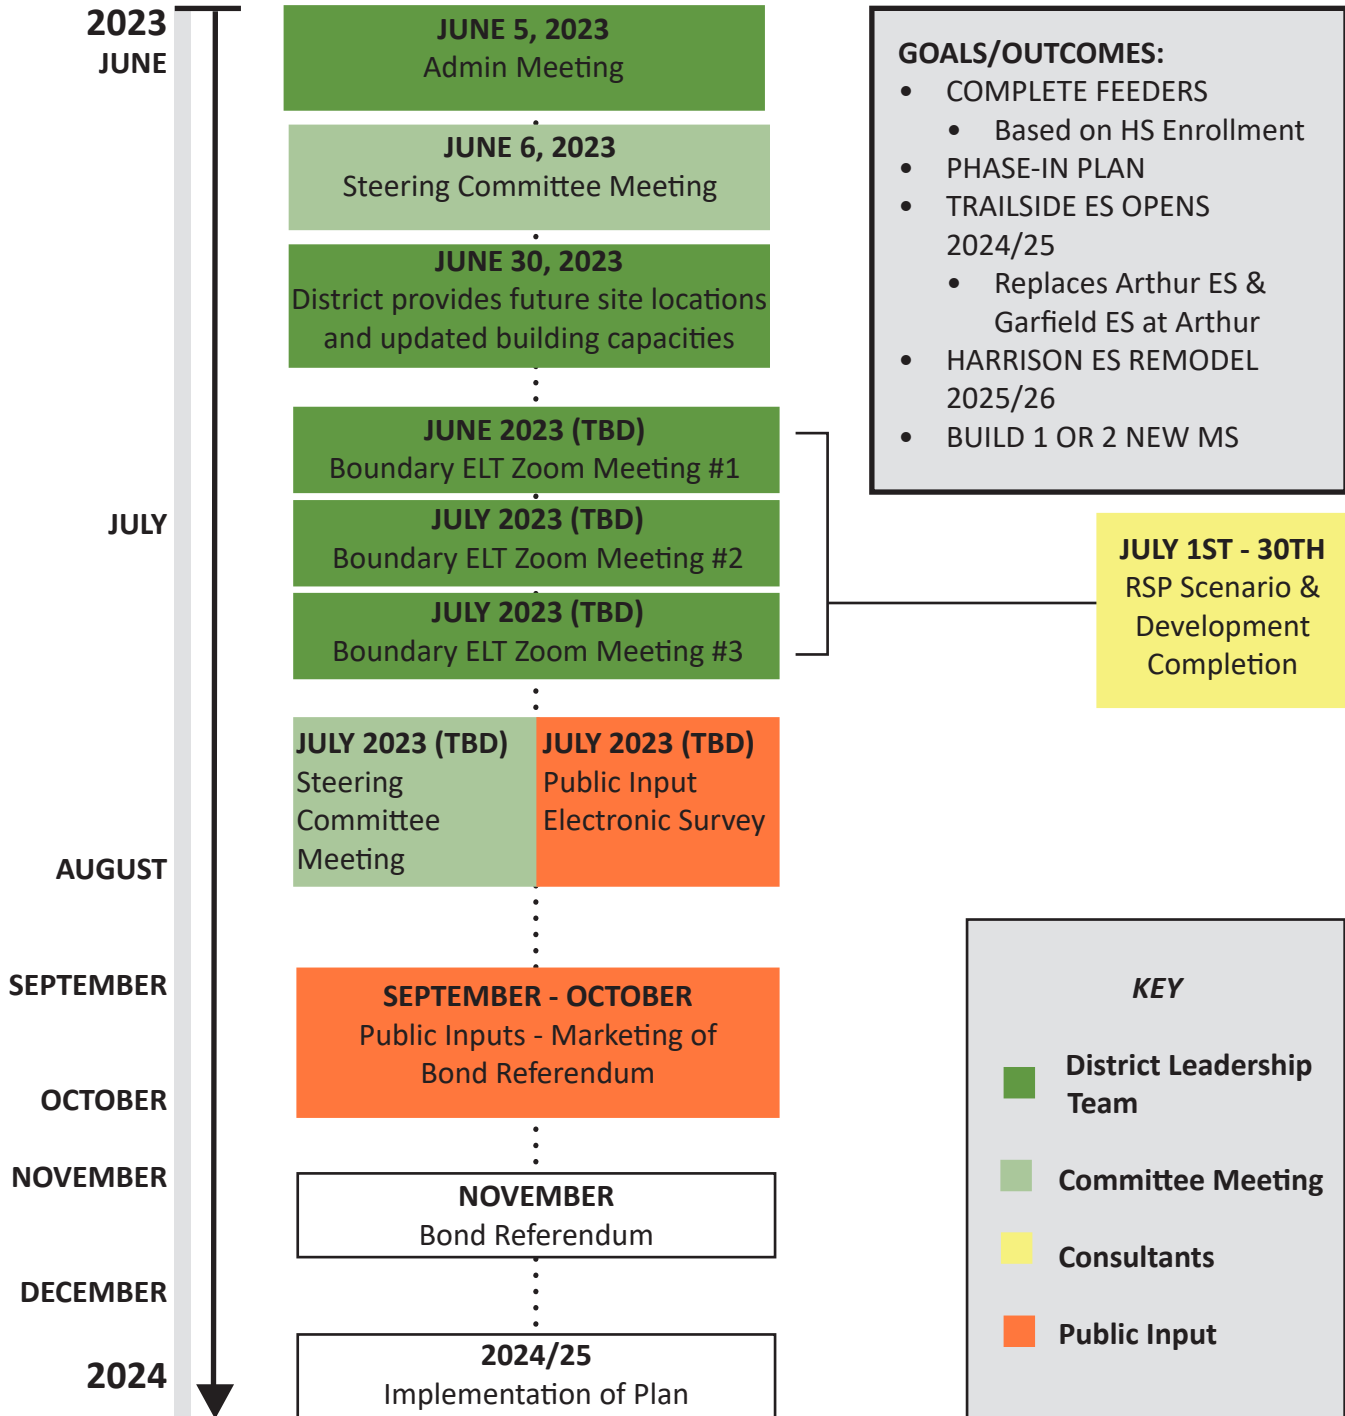 2023
JUNE
JULY
AUGUST
SEPTEMBER
OCTOBER
NOVEMBER
DECEMBER
2024
JUNE 5, 2023
Admin Meeting
JUNE 6, 2023
Steering Committee Meeting
JUNE 30, 2023
District provides future site locations
and updated building capacities
JUNE 2023 (TBD)
Boundary ELT Zoom Meeting #1
JULY 2023 (TBD)
Boundary ELT Zoom Meeting #2
JULY 2023 (TBD)
Boundary ELT Zoom Meeting #3
JULY 2023 (TBD)
Steering
Committee
Meeting
JULY 2023 (TBD)
Public Input
Electronic Survey
SEPTEMBER - OCTOBER
Public Inputs - Marketing of
Bond Referendum
NOVEMBER
Bond Referendum
2024/25
Implementation of Plan
GOALS/OUTCOMES:
• COMPLETE FEEDERS
• Based on HS Enrollment
• PHASE-IN PLAN
• TRAILSIDE ES OPENS
2024/25
• Replaces Arthur ES &
Garfield ES at Arthur
• HARRISON ES REMODEL
2025/26
• BUILD 1 OR 2 NEW MS
JULY 1ST - 30TH
RSP Scenario &
Development
Completion
KEY
District Leadership
Team
Committee Meeting
Consultants
Public Input